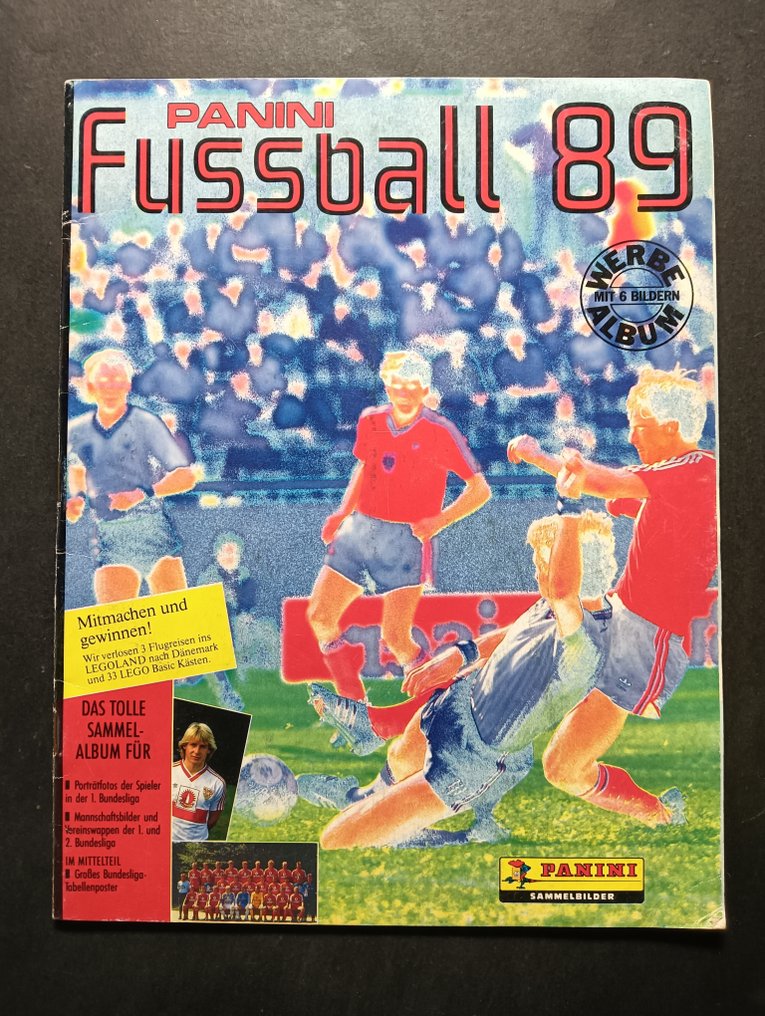 PANINI
Fussball 89
WERBE
MIT 6 BILDERN
ALBUM
Mitmachen und
gewinnen!
Wir verlosen 3 Flugreisen ins
LEGOLAND nach Dänemark
und 33 LEGO Basic Kästen.
DAS TOLLE
SAMMEL-
ALBUM FÜR
Porträtfotos der Spieler
in der 1. Bundesliga
Mannschaftsbilder und
Vereinswappen der 1. und
2. Bundesliga
IM MITTELTEIL
Großes Bundesliga-
Tabellenposter
PANINI
SAMMELBILDER